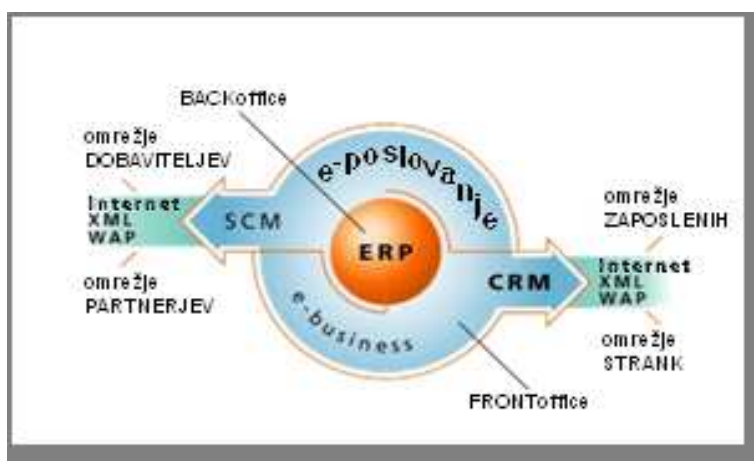 BACKoffice
omrežje
DOBAVITELJEV
Internet
XML
WAP
omrežje
PARTNERJEV
e-poslovanje
SCM
ERP
CRM
e-business
omrežje
ZAPOSLENIH
Internet
XML
WAP
omrežje
STRANK
FRONToffice